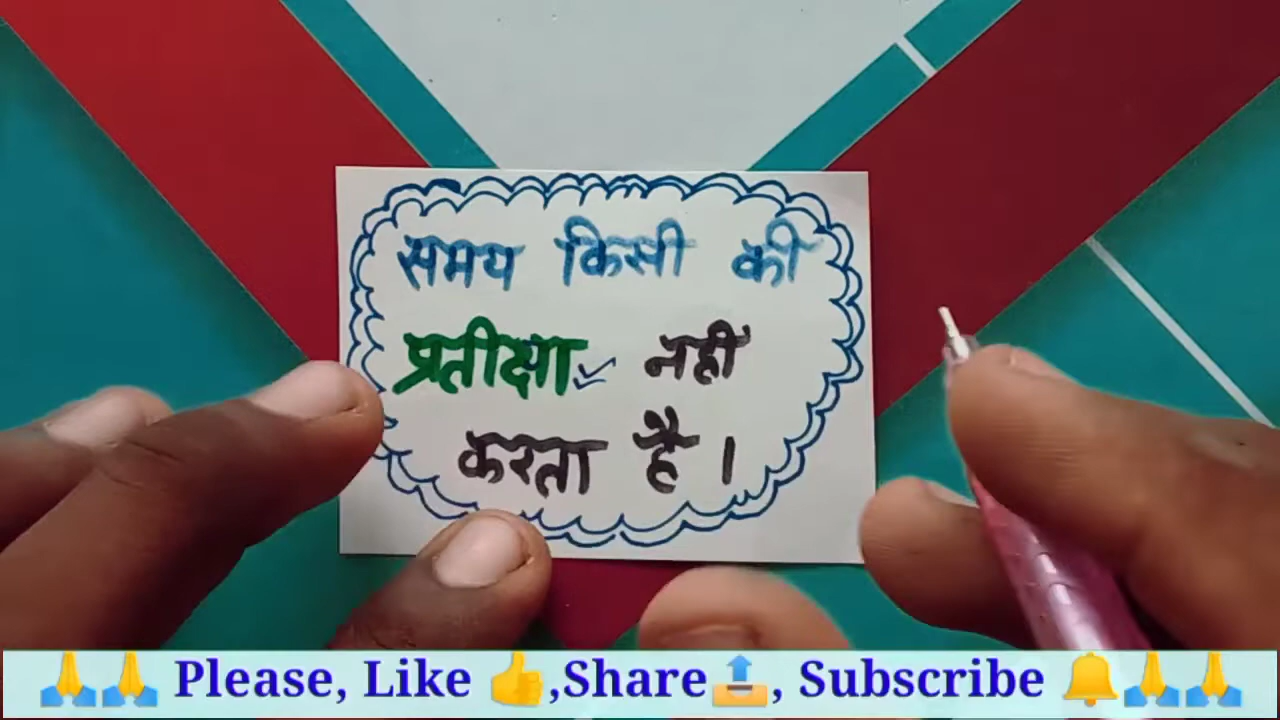 समय किसी की
प्रतीक्षा नहीं
करता है ।
🙏🙏 Please, Like 👍,Share📤, Subscribe 🔔🙏🙏